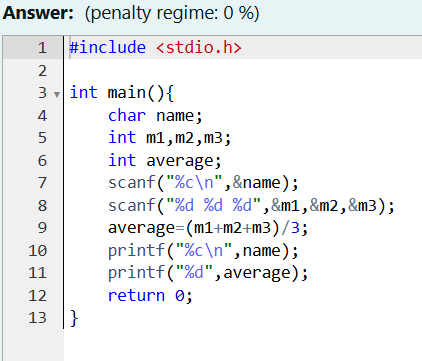 Answer: (penalty regime: 0 %)
1 #include <stdio.h>
2
3 int main(){
4     char name;
5     int m1,m2,m3;
6     int average;
7     scanf("%c\n",&name);
8     scanf("%d %d %d",&m1,&m2,&m3);
9     average=(m1+m2+m3)/3;
10     printf("%c\n",name);
11     printf("%d",average);
12     return 0;
13 }